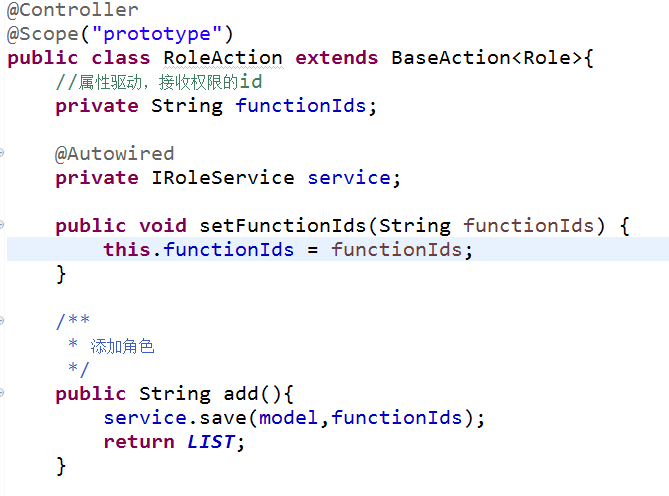 @Controller
@Scope("prototype")
public class RoleAction extends BaseAction<Role>{
//属性驱动，接收权限的id
private String functionIds;
@Autowired
private IRoleService service;
public void setFunctionIds(String functionIds) {
this.functionIds = functionIds;
}
/**
* 添加角色
*/
public String add(){
service.save(model,functionIds);
return LIST;
}